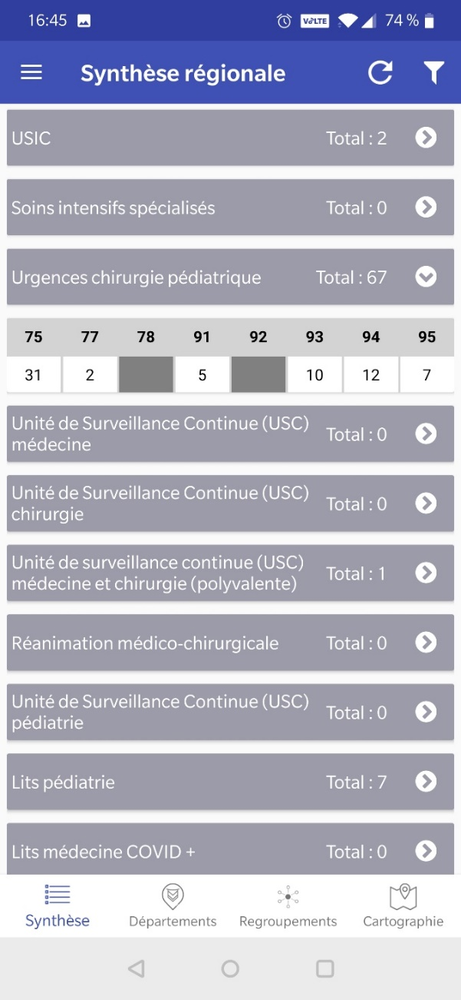 16:45 VoLTE 74 %
Synthèse régionale
USIC Total : 2
Soins intensifs spécialisés Total : 0
Urgences chirurgie pédiatrique Total : 67
75 77 78 91 92 93 94 95
31 2 5 10 12 7
Unité de Surveillance Continue (USC)
médecine Total : 0
Unité de Surveillance Continue (USC)
chirurgie Total : 0
Unité de surveillance continue (USC)
médecine et chirurgie (polyvalente) Total : 1
Réanimation médico-chirurgicale Total : 0
Unité de Surveillance Continue (USC)
pédiatrie Total : 0
Lits pédiatrie Total : 7
Lits médecine COVID + Total : 0
Synthèse Départements Regroupements Cartographie